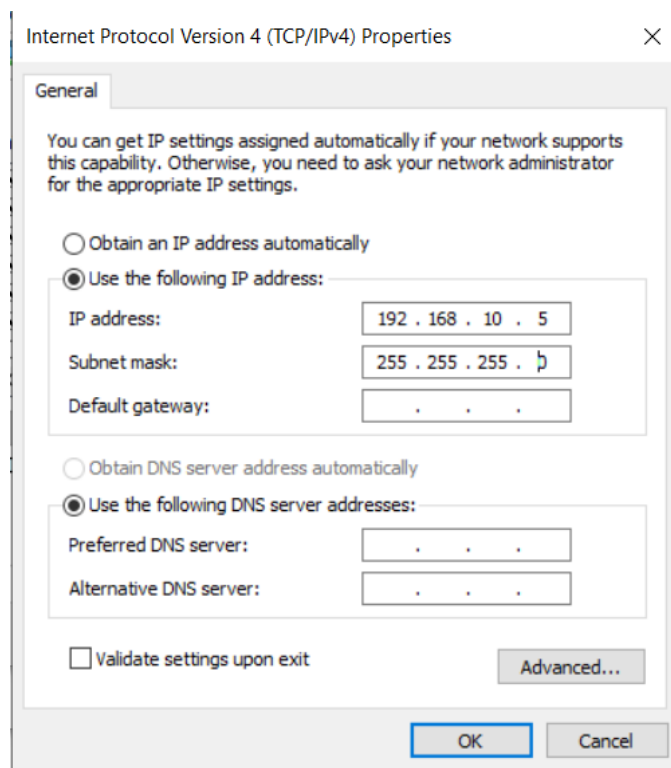 Internet Protocol Version 4 (TCP/IPv4) Properties
General
You can get IP settings assigned automatically if your network supports
this capability. Otherwise, you need to ask your network administrator
for the appropriate IP settings.
Obtain an IP address automatically
Use the following IP address:
IP address: 192 . 168 . 10 . 5
Subnet mask: 255 . 255 . 255 . 0
Default gateway: . . .
Obtain DNS server address automatically
Use the following DNS server addresses:
Preferred DNS server: . . .
Alternative DNS server: . . .
Validate settings upon exit
Advanced...
OK Cancel